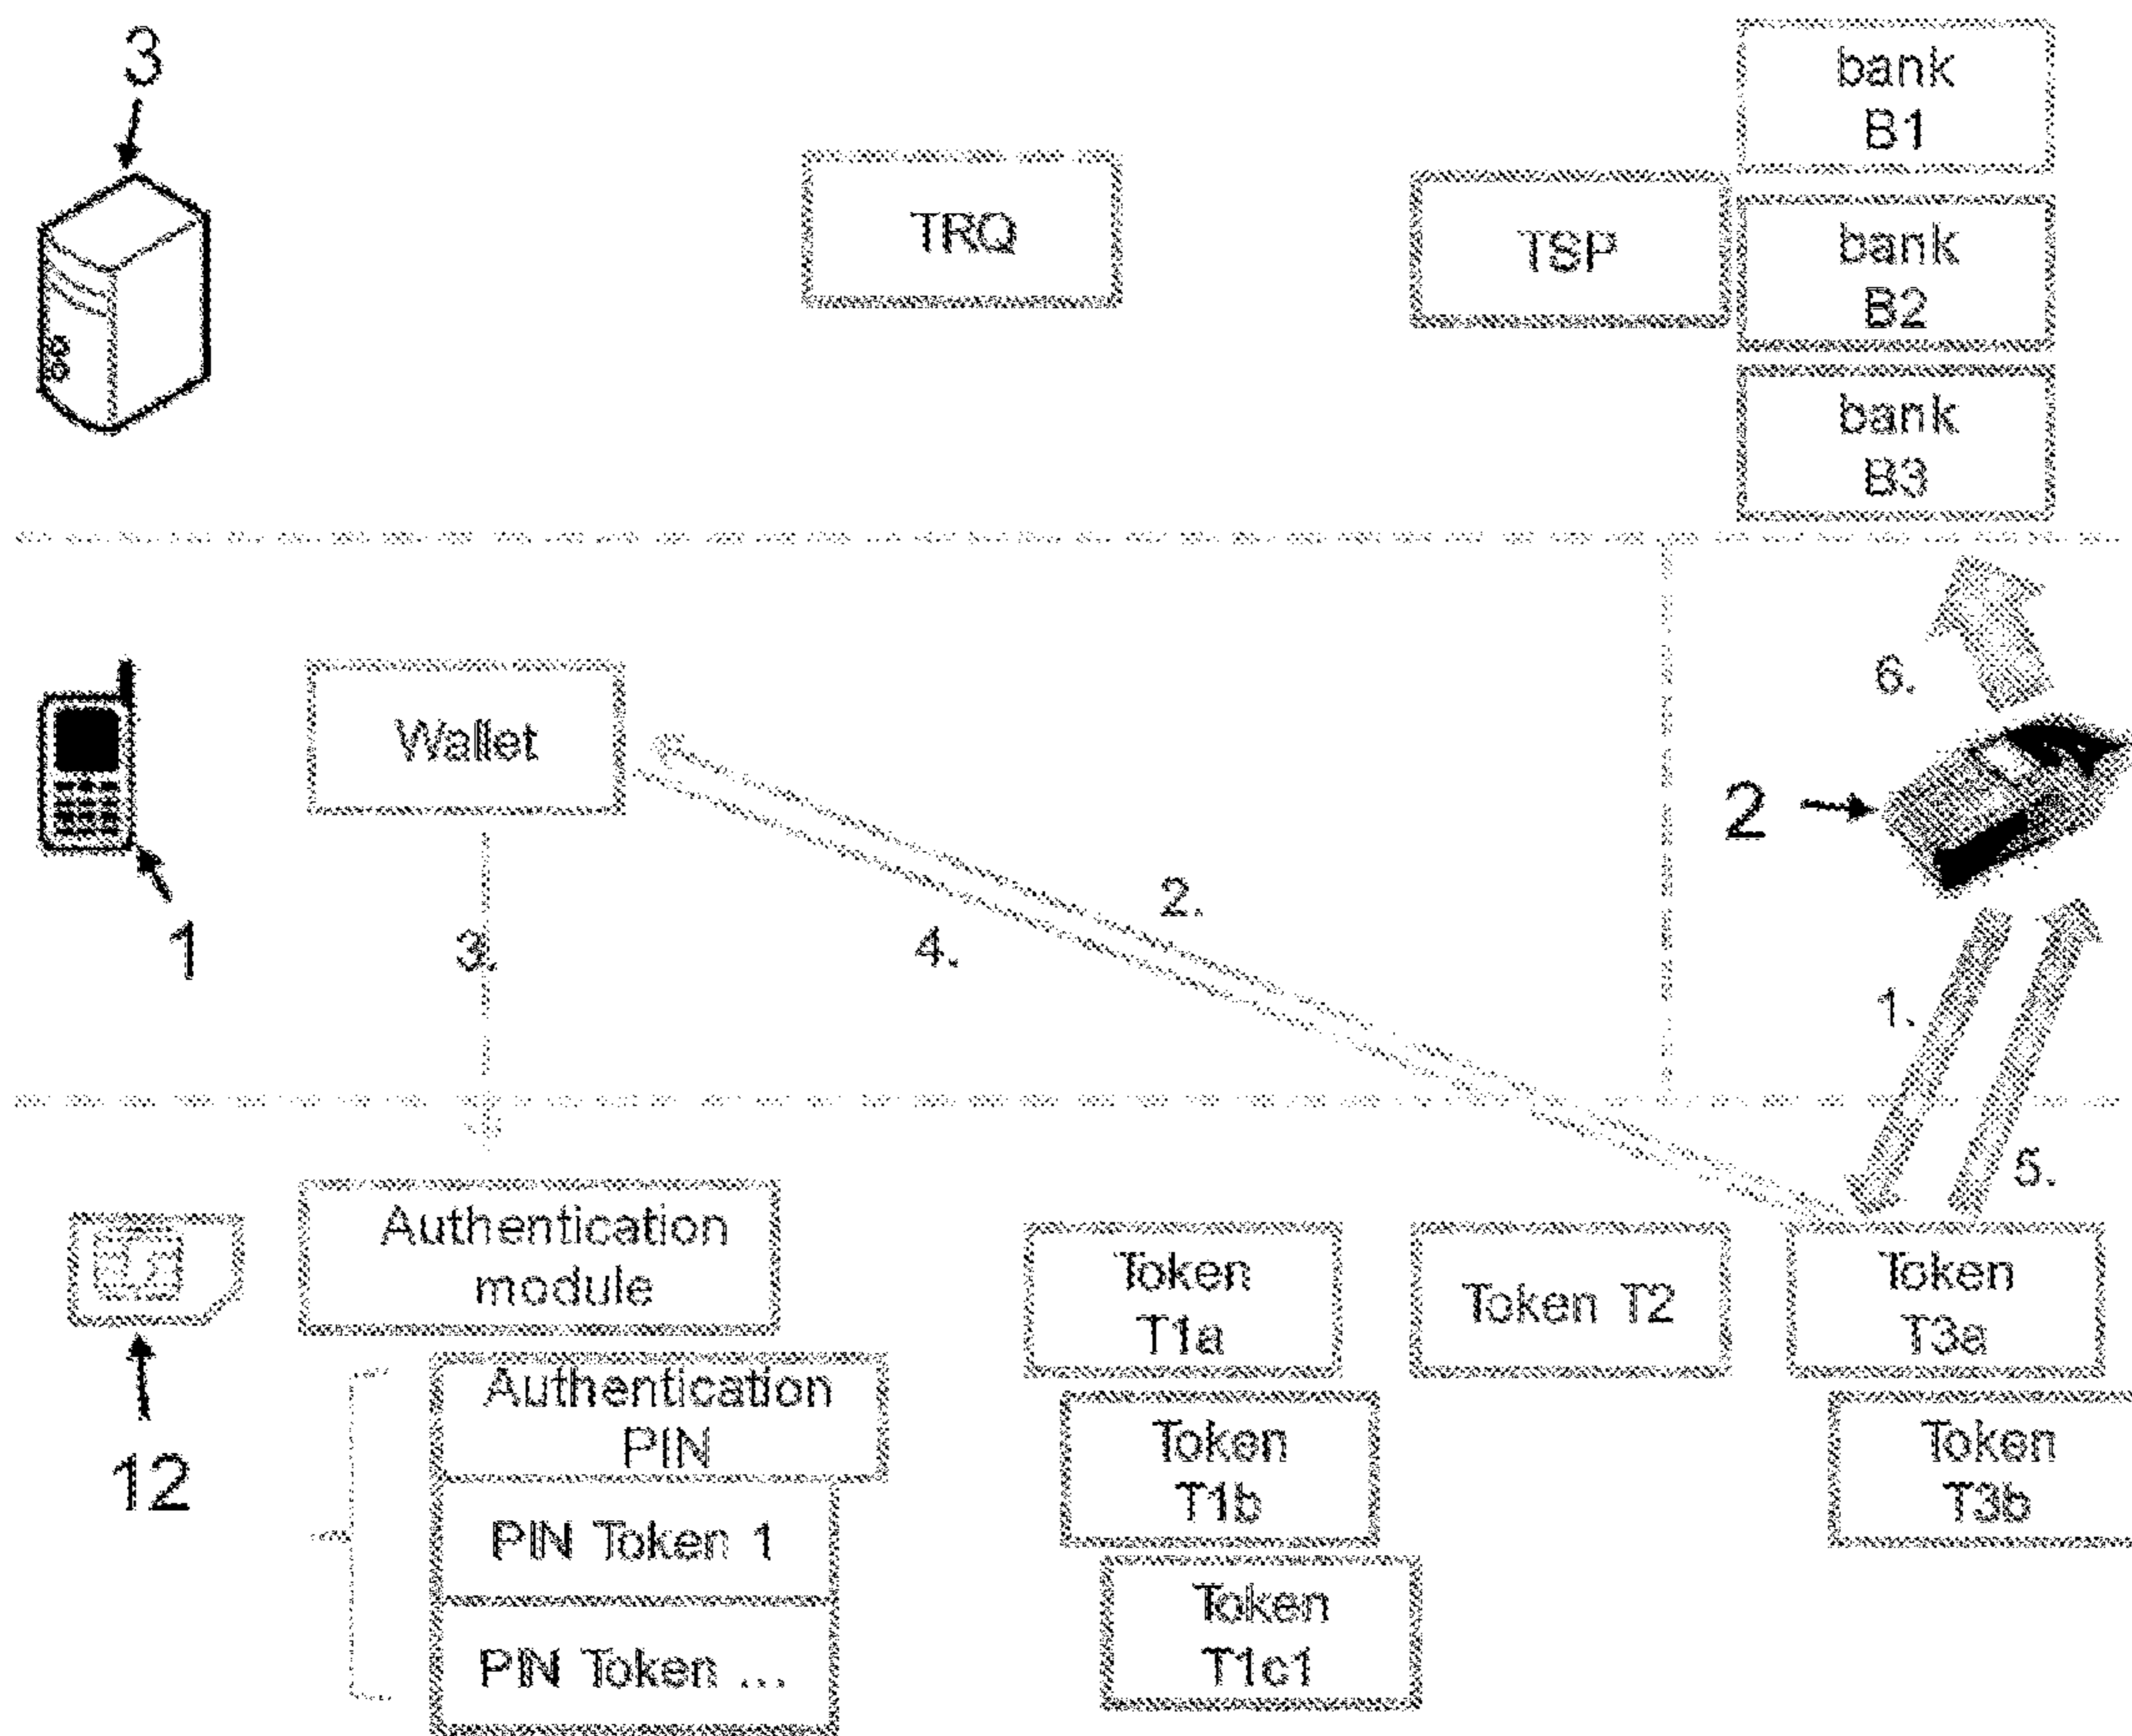 3
bank
B1
TRQ
TSP
bank
B2
bank
B3
6.
Wallet
2
1
3.
4.
2.
1.
5.
Authentication
module
Token
T1a
Token T2
Token
T3a
12
Authentication
PIN
Token
T1b
Token
T3b
PIN Token 1
Token
T1c1
PIN Token ...